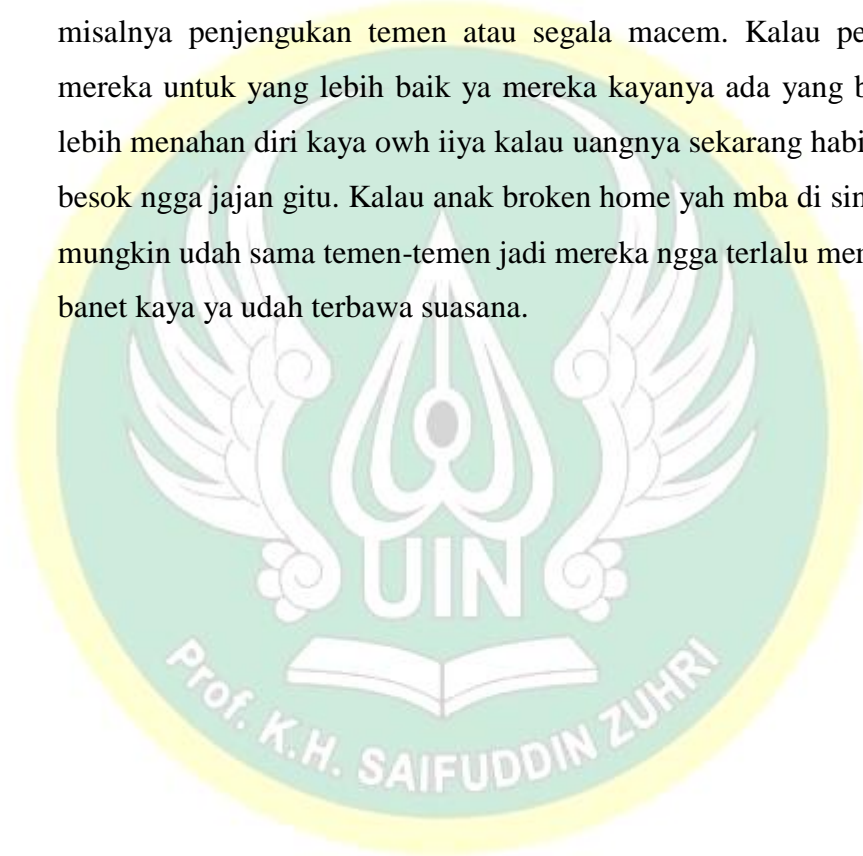 misalnya penjengukan temen atau segala macem. Kalau pe
mereka untuk yang lebih baik ya mereka kayanya ada yang b
lebih menahan diri kaya owh iiya kalau uangnya sekarang habi
besok ngga jajan gitu. Kalau anak broken home yah mba di sin
mungkin udah sama temen-temen jadi mereka ngga terlalu men
banet kaya ya udah terbawa suasana.
UIN
Prof. K.H. SAIFUDDIN ZUHRI